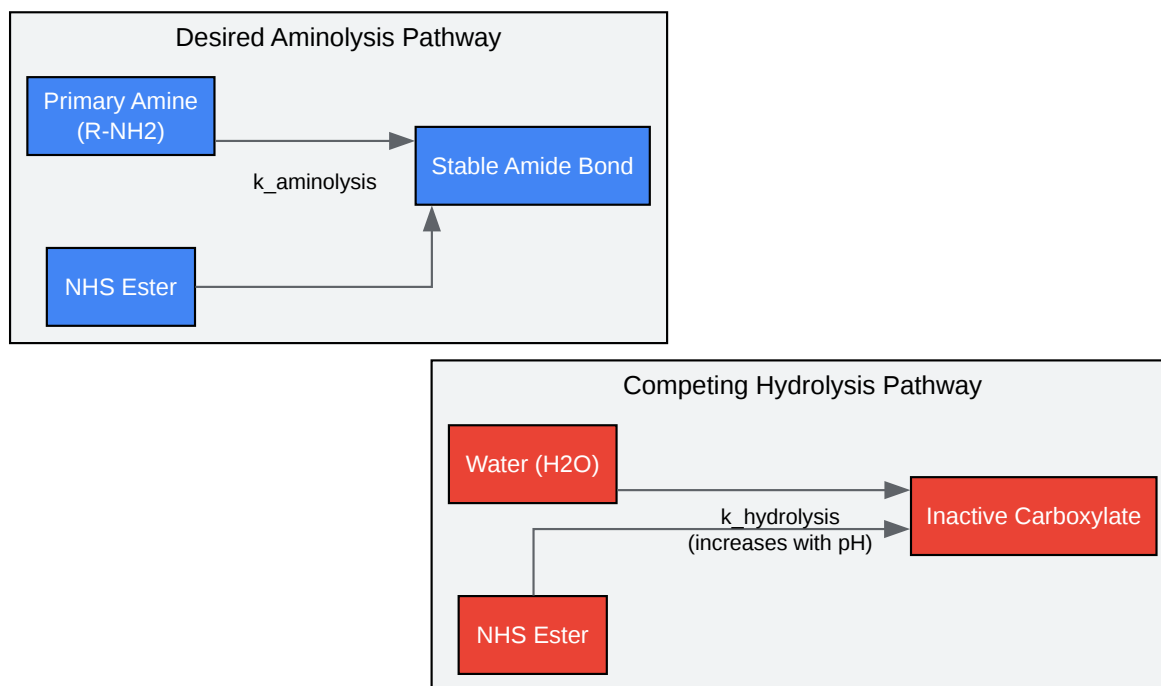 Desired Aminolysis Pathway
Primary Amine
(R-NH2)
Stable Amide Bond
k_aminolysis
NHS Ester
Competing Hydrolysis Pathway
Water (H2O)
Inactive Carboxylate
k_hydrolysis
(increases with pH)
NHS Ester